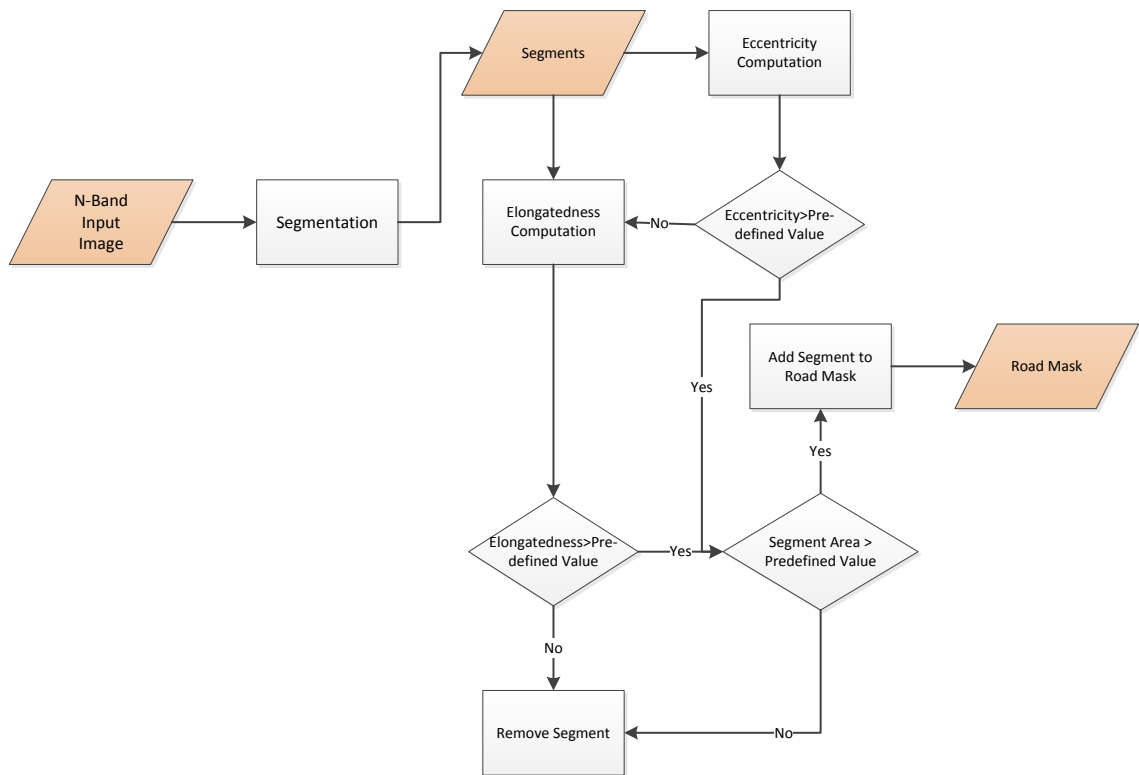 Segments
Eccentricity
Computation
N-Band
Input
Image
Segmentation
Elongatedness
Computation
No
Eccentricity>Pre-
defined Value
Add Segment to
Road Mask
Road Mask
Yes
Yes
Elongatedness>Pre-
defined Value
Yes
Segment Area >
Predefined Value
No
Remove Segment
No